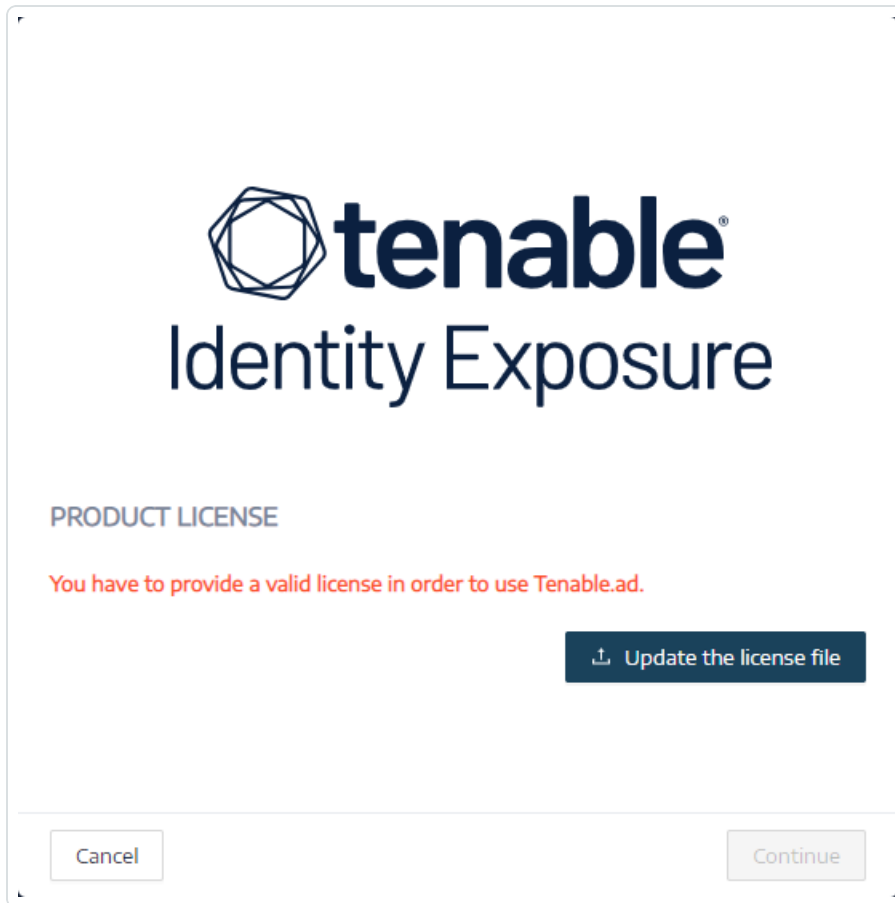 tenable®
Identity Exposure
PRODUCT LICENSE
You have to provide a valid license in order to use Tenable.ad.
Update the license file
Cancel
Continue